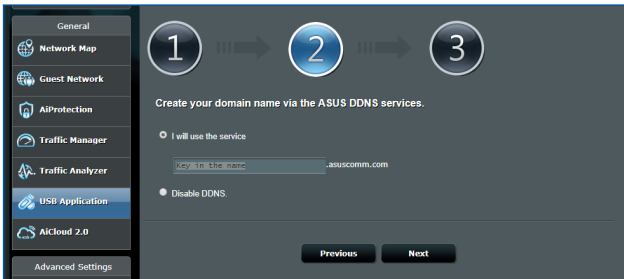 General
Network Map
Guest Network
AiProtection
Traffic Manager
Traffic Analyzer
USB Application
AiCloud 2.0
Advanced Settings
1 2 3
Create your domain name via the ASUS DDNS services.
I will use the service
Key in the name .asuscomm.com
Disable DDNS.
Previous Next